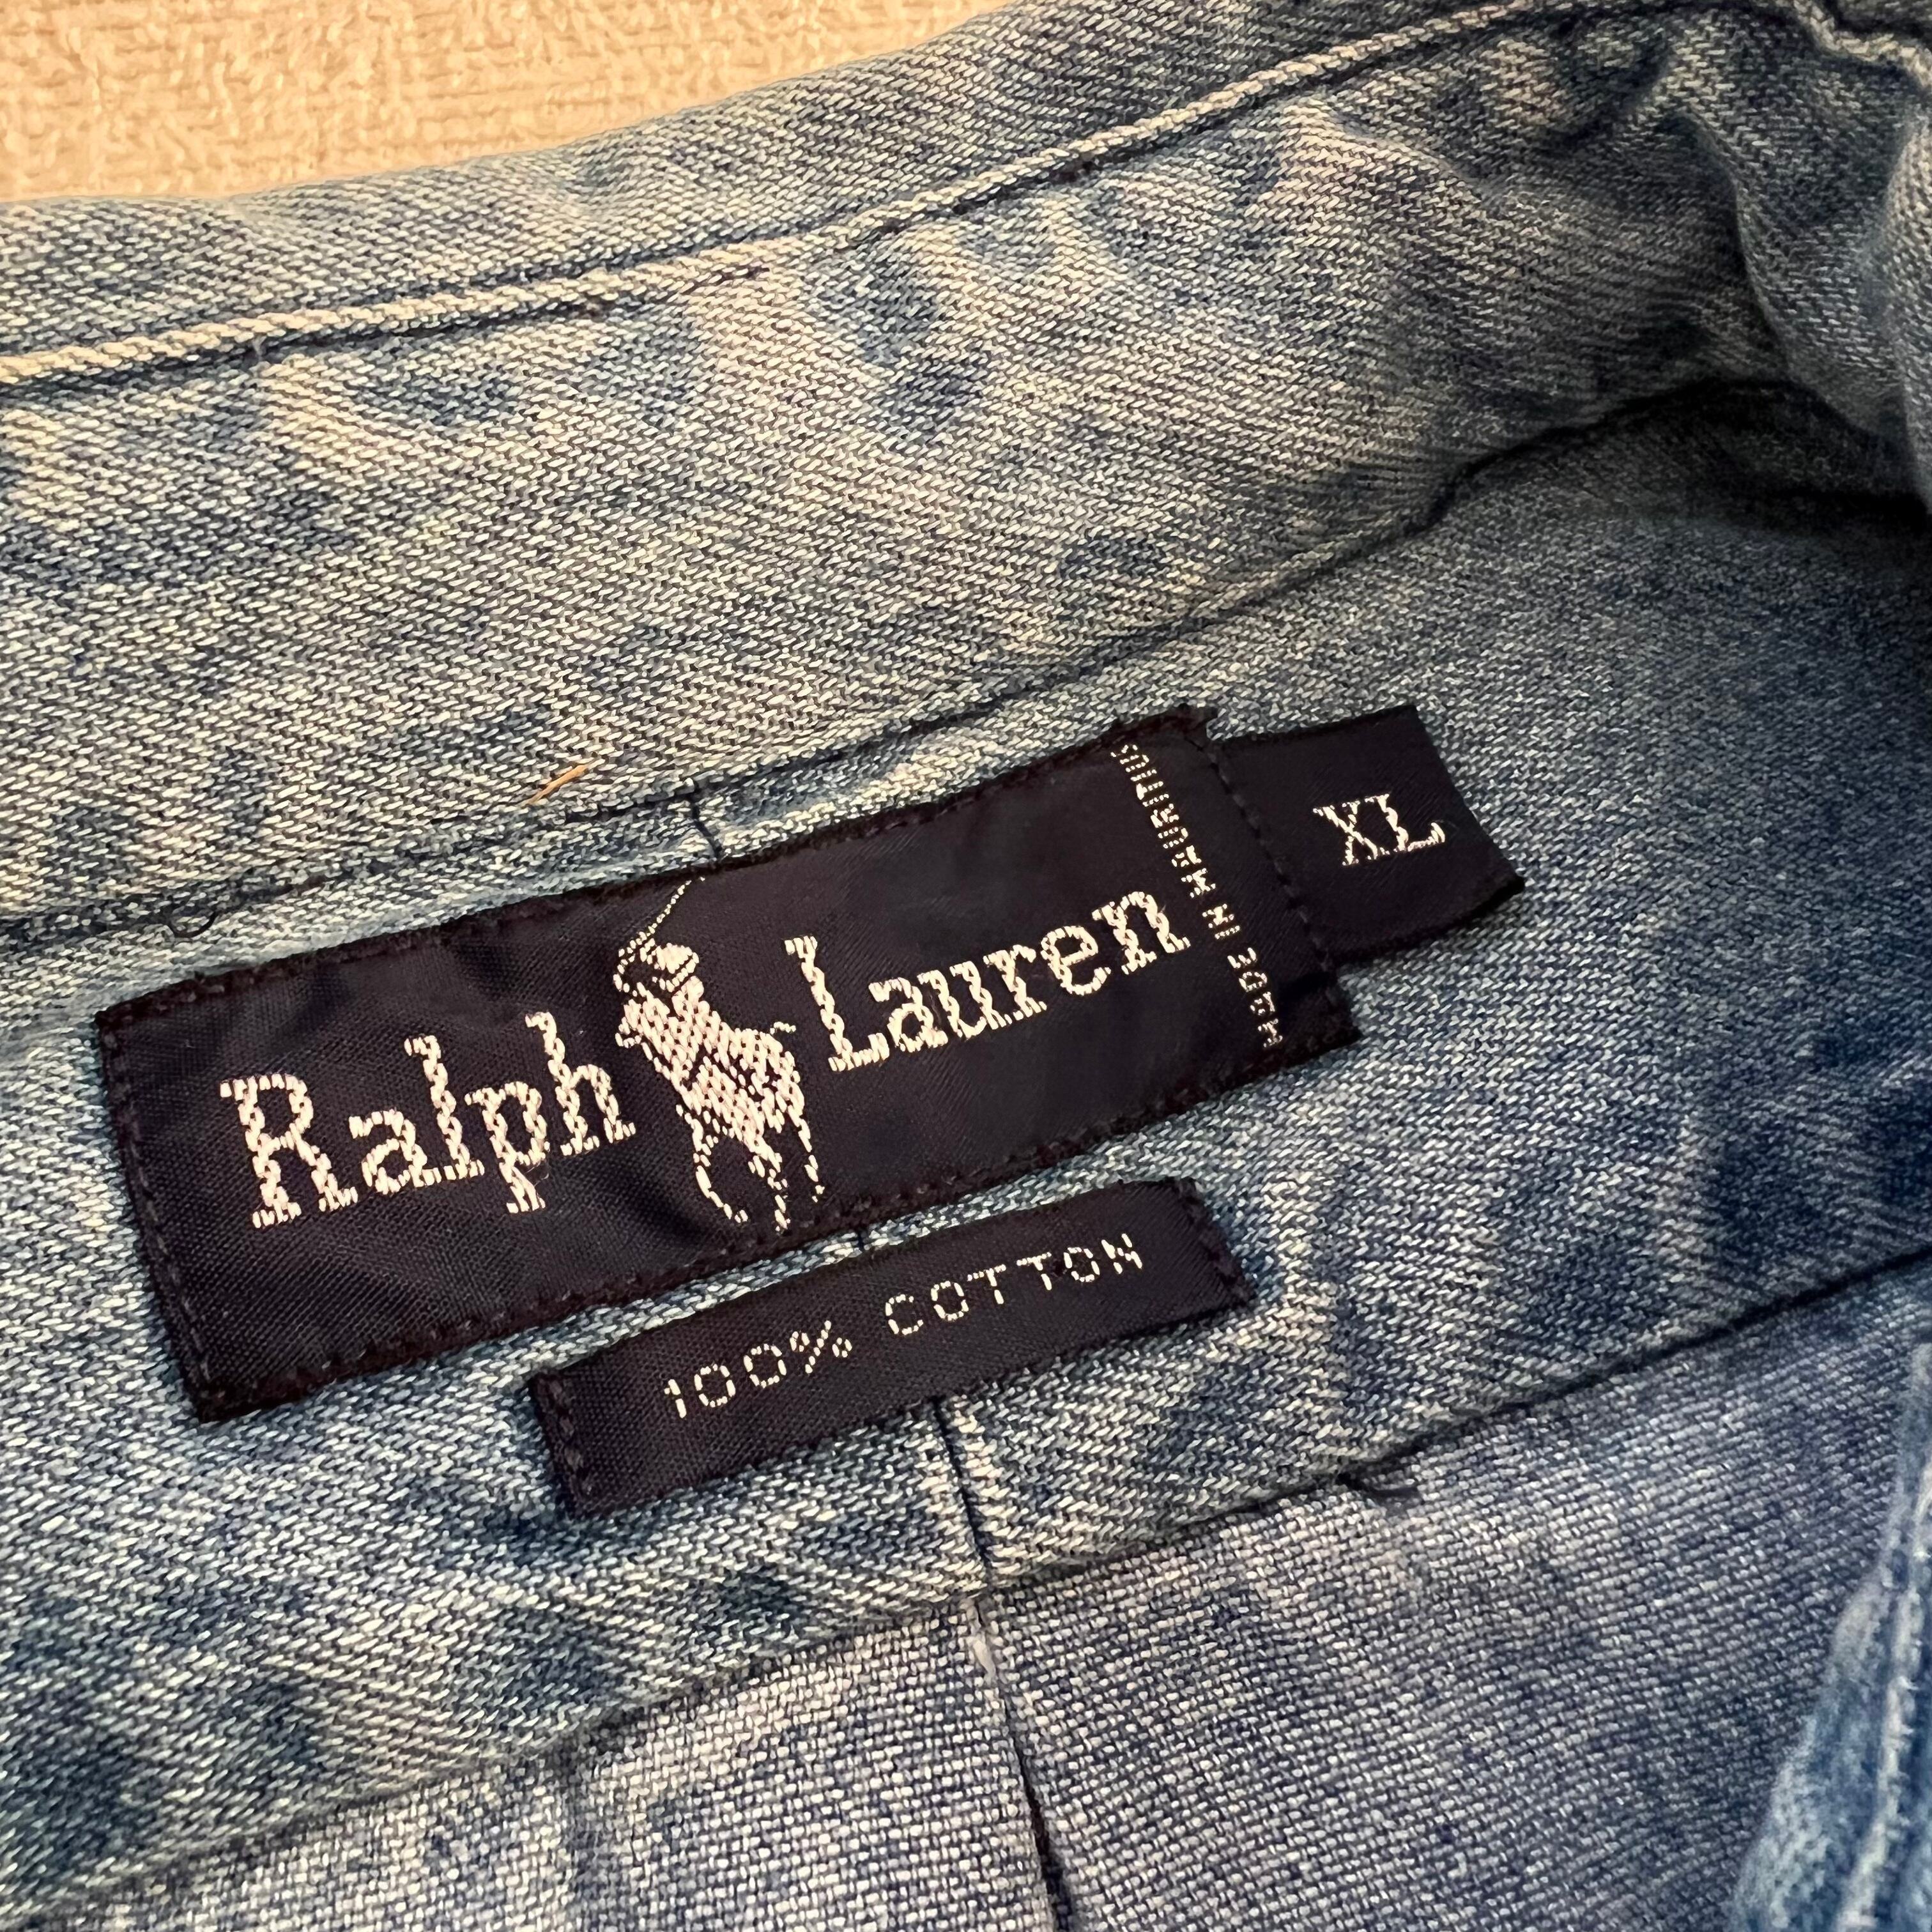 Ralph Lauren
MADE IN MAURITIUS
XL
100% COTTON